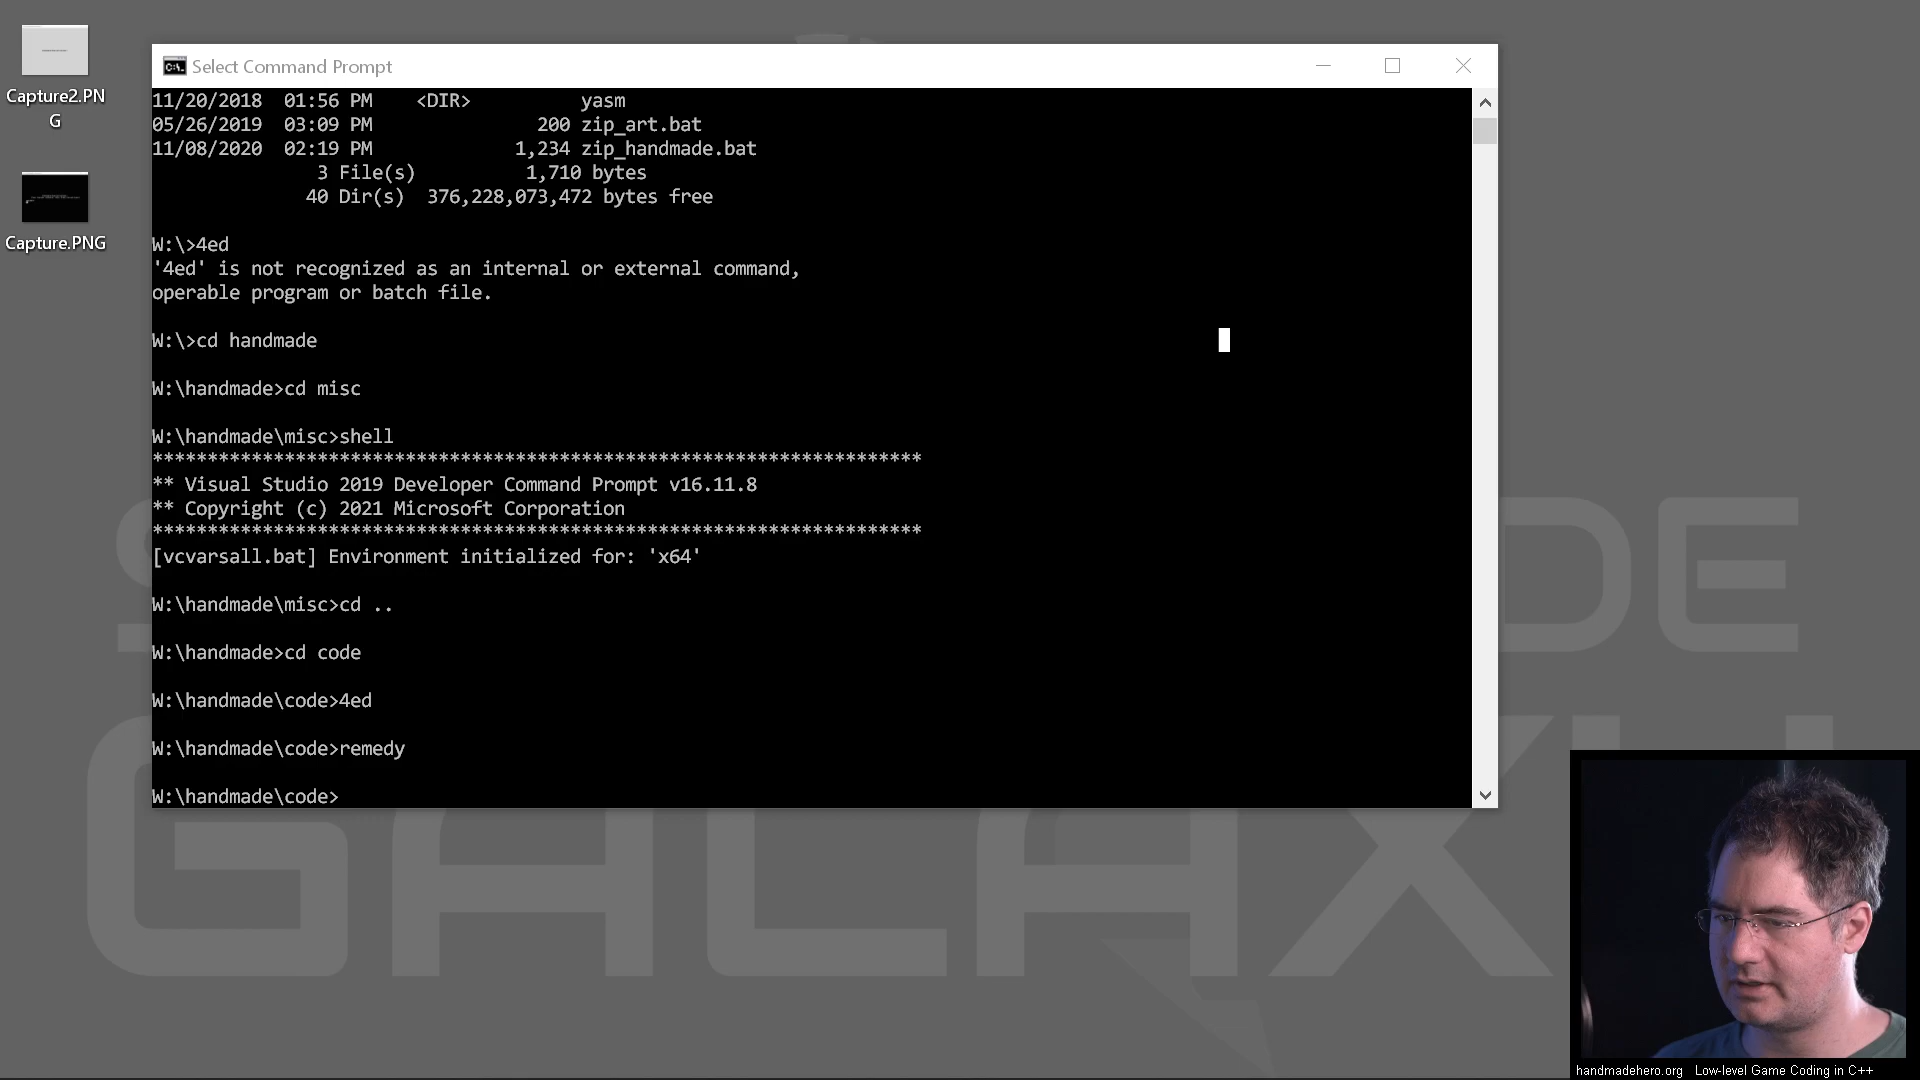 Capture2.PN
G
Capture.PNG
Select Command Prompt
11/20/2018  01:56 PM    <DIR>          yasm
05/26/2019  03:09 PM               200 zip_art.bat
11/08/2020  02:19 PM             1,234 zip_handmade.bat
               3 File(s)          1,710 bytes
              40 Dir(s)  376,228,073,472 bytes free
W:\>4ed
'4ed' is not recognized as an internal or external command,
operable program or batch file.
W:\>cd handmade
W:\handmade>cd misc
W:\handmade\misc>shell
**********************************************************************
** Visual Studio 2019 Developer Command Prompt v16.11.8
** Copyright (c) 2021 Microsoft Corporation
**********************************************************************
[vcvarsall.bat] Environment initialized for: 'x64'
W:\handmade\misc>cd ..
W:\handmade>cd code
W:\handmade\code>4ed
W:\handmade\code>remedy
W:\handmade\code>
GALAXY
handmadehero.org   Low-level Game Coding in C++